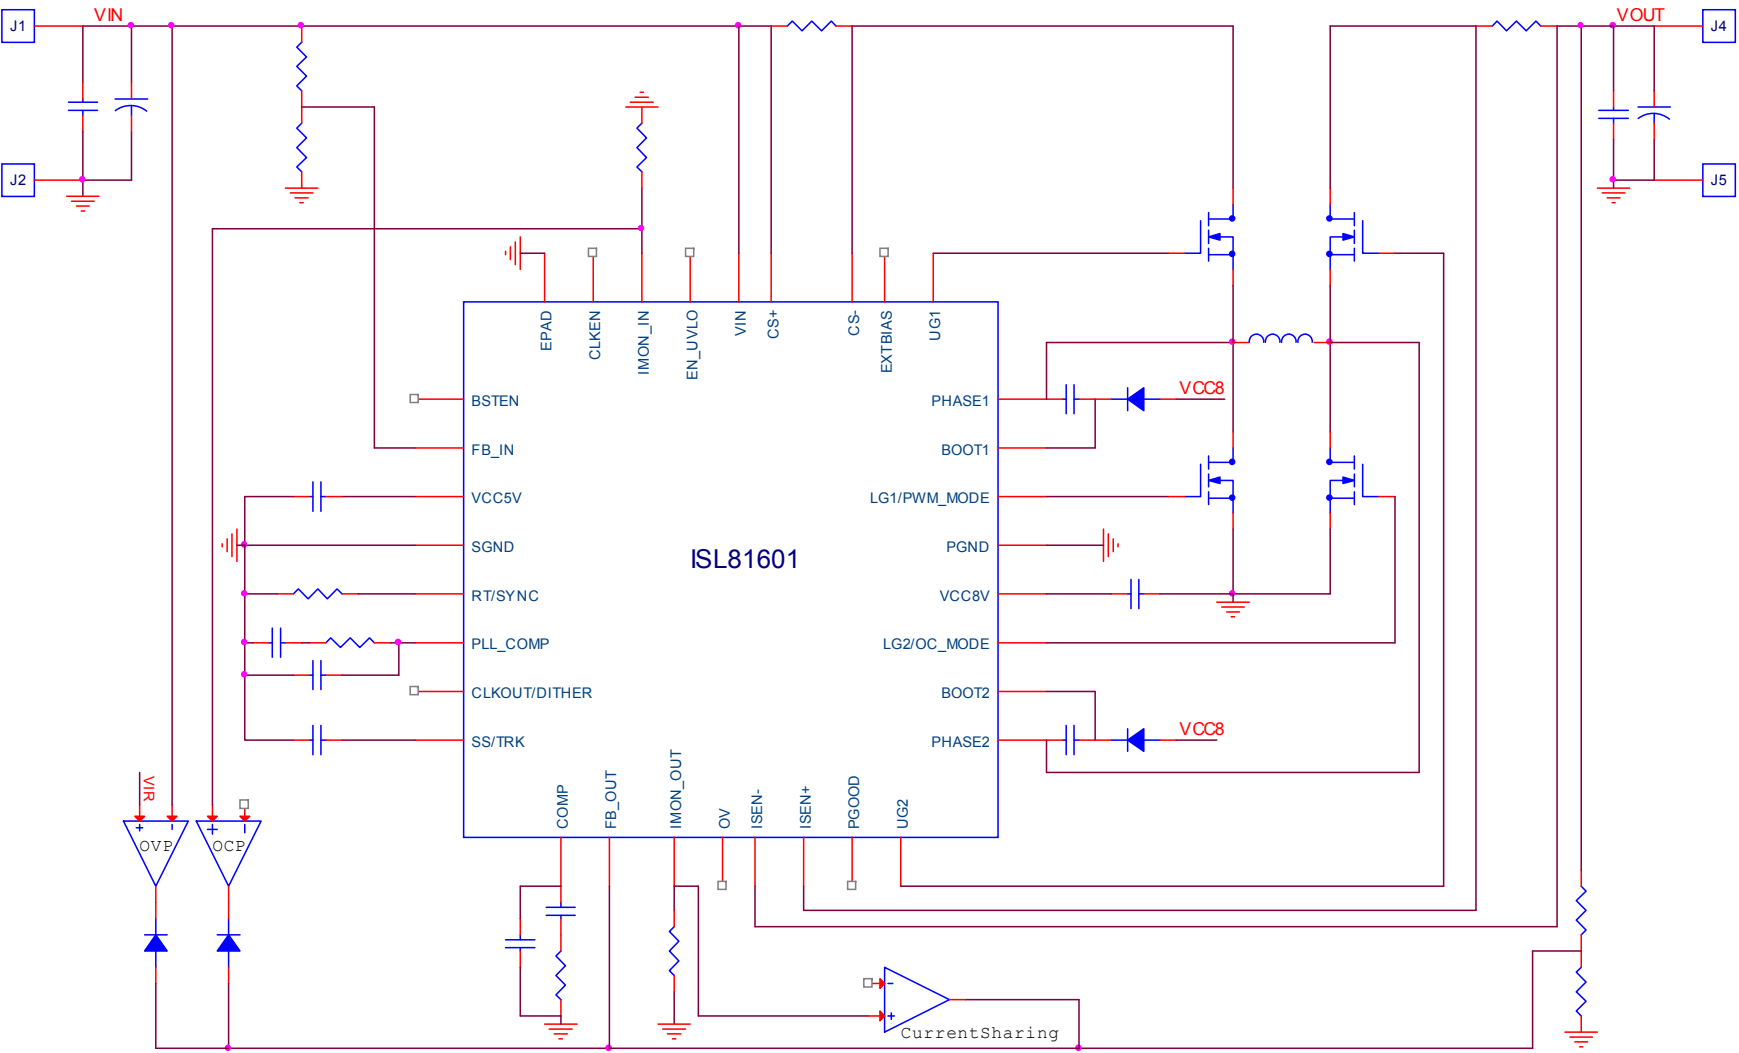 J1
VIN
VOUT
J4
J2
J5
EPAD
CLKEN
IMON_IN
EN_UVLO
VIN
CS+
CS-
EXTBIAS
UG1
BSTEN
FB_IN
VCC5V
SGND
RT/SYNC
PLL_COMP
CLKOUT/DITHER
SS/TRK
ISL81601
PHASE1
BOOT1
LG1/PWM_MODE
PGND
VCC8V
LG2/OC_MODE
BOOT2
PHASE2
VCC8
VCC8
COMP
FB_OUT
IMON_OUT
OV
ISEN-
ISEN+
PGOOD
UG2
VIR
+ -
OVP
+ -
OCP
-
+
CurrentSharing